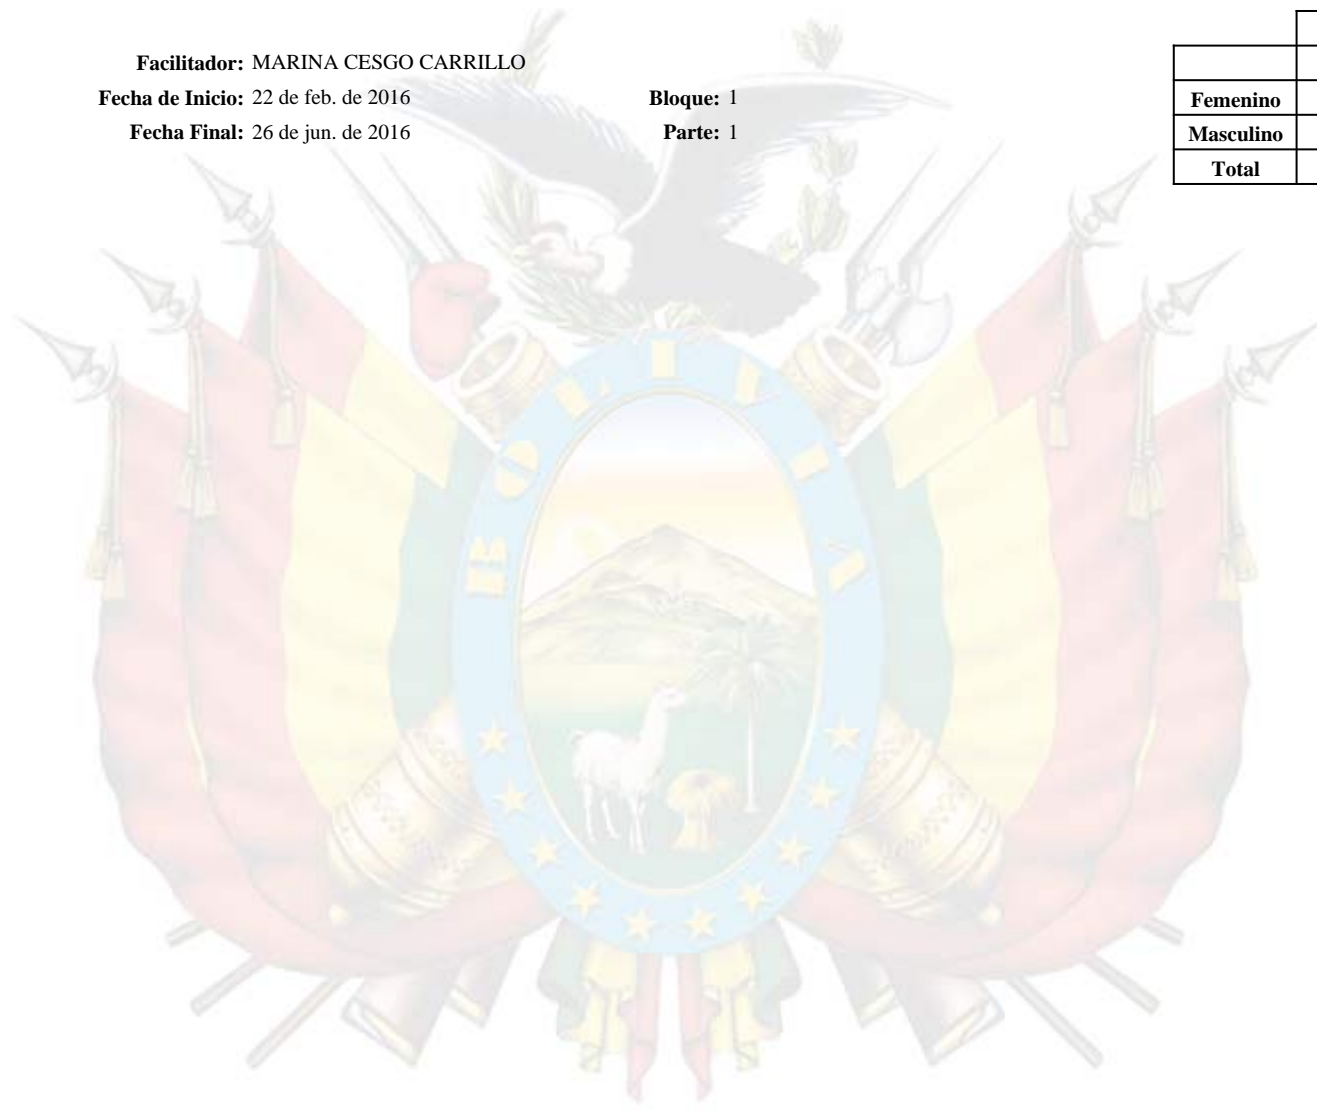 Facilitador: MARINA CESGO CARRILLO
Fecha de Inicio: 22 de feb. de 2016 Bloque: 1
Fecha Final: 26 de jun. de 2016 Parte: 1
Femenino
Masculino
Total
BOLIVIA